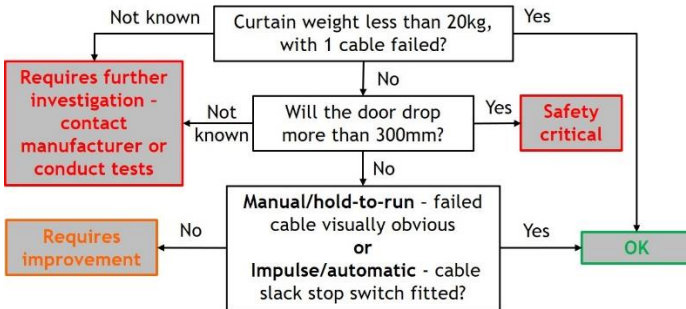 Not known
Curtain weight less than 20kg,
with 1 cable failed?
Yes
No
Requires further
investigation –
contact
manufacturer or
conduct tests
Not
known
Will the door drop
more than 300mm?
Yes
Safety
critical
No
Manual/hold-to-run – failed
cable visually obvious
or
Impulse/automatic - cable
slack stop switch fitted?
No
Requires
improvement
Yes
OK